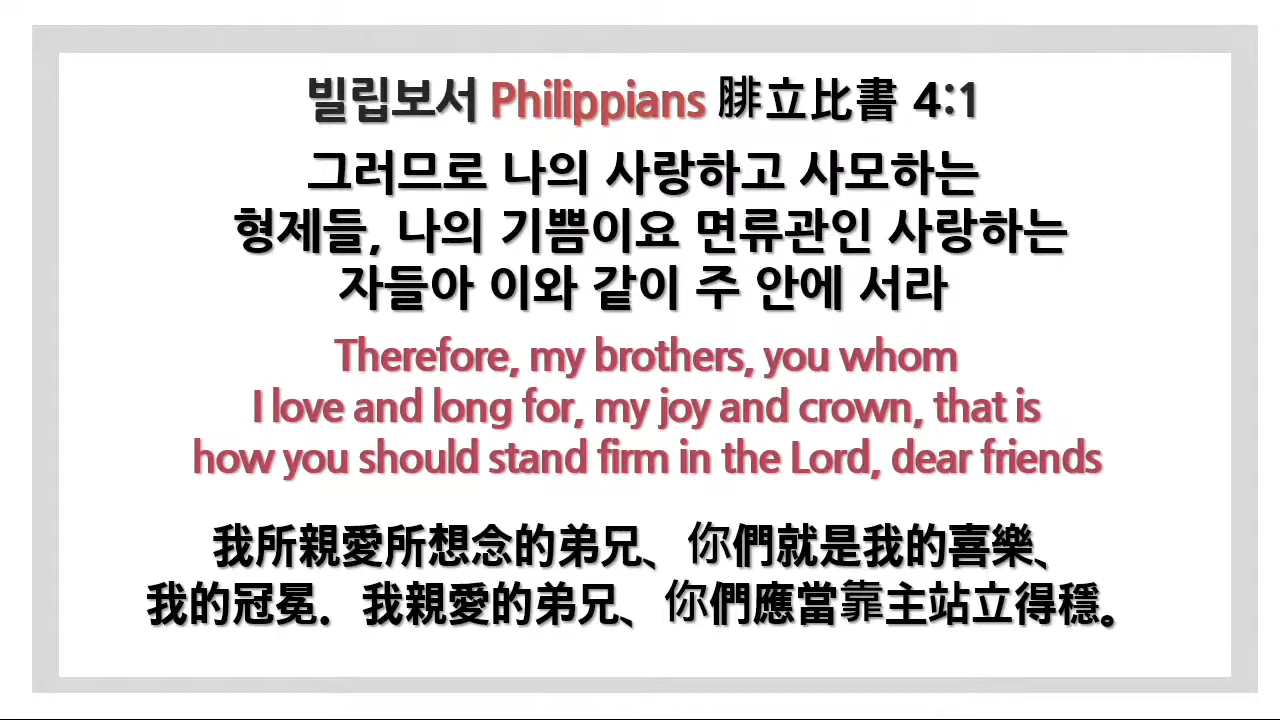 빌립보서 Philippians 腓立比書 4:1
그러므로 나의 사랑하고 사모하는
형제들, 나의 기쁨이요 면류관인 사랑하는
자들아 이와 같이 주 안에 서라
Therefore, my brothers, you whom
I love and long for, my joy and crown, that is
how you should stand firm in the Lord, dear friends
我所親愛所想念的弟兄、你們就是我的喜樂、
我的冠冕．我親愛的弟兄、你們應當靠主站立得穩。